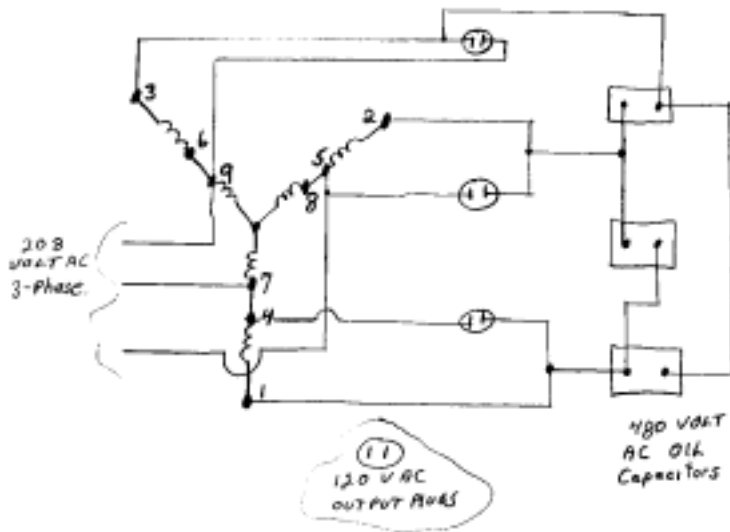 3
2
6
5
9
8
208
VOLT AC
3-Phase.
7
4
1
480 VOLT
AC OIL
Capacitors
120 VAC
OUTPUT PLUGS